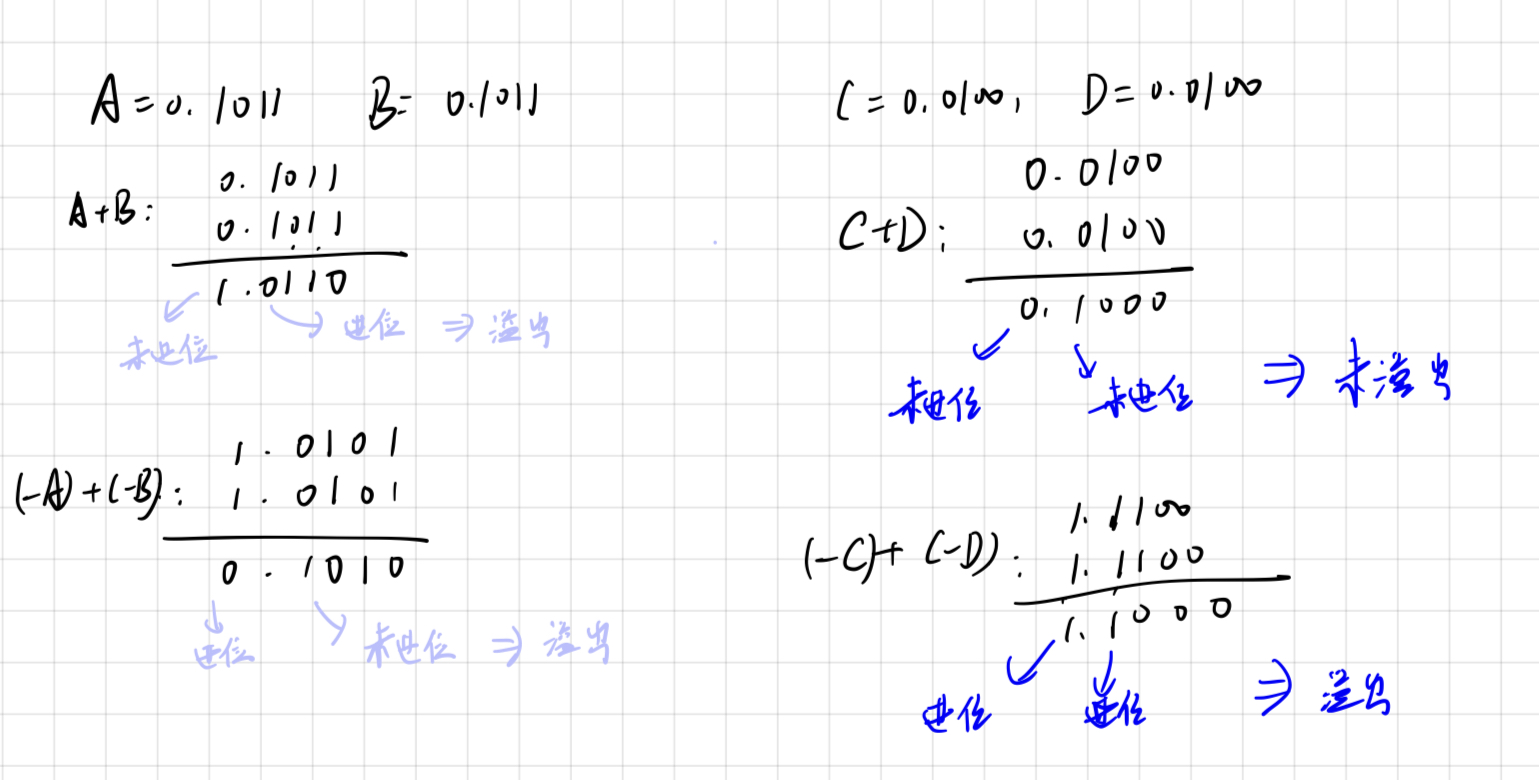 A=0.1011 B=0.1011
A+B:
0.1011
0.1011
1.0110
未进位 进位 ⇒ 溢出
(-A)+(-B):
1.0101
1.0101
0.1010
进位 未进位 ⇒ 溢出
C=0.0100, D=0.0100
C+D:
0.0100
0.0100
0.1000
未进位 未进位 ⇒ 未溢出
(-C)+(-D):
1.1100
1.1100
1.1000
进位 进位 ⇒ 溢出